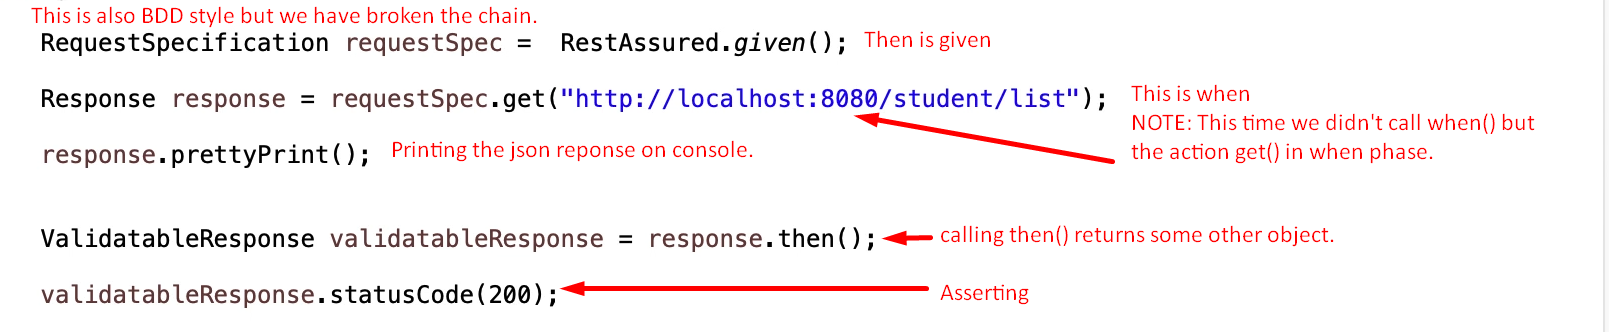 This is also BDD style but we have broken the chain.
RequestSpecification requestSpec = RestAssured.given(); Then is given
Response response = requestSpec.get("http://localhost:8080/student/list"); This is when
NOTE: This time we didn't call when() but
the action get() in when phase.
response.prettyPrint(); Printing the json reponse on console.
ValidatableResponse validatableResponse = response.then(); calling then() returns some other object.
validatableResponse.statusCode(200); Asserting